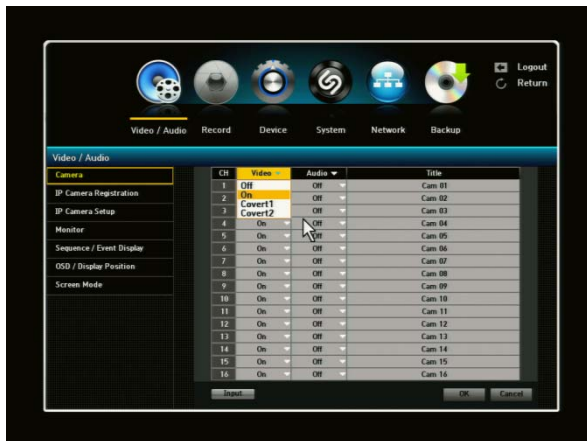 Logout
Return
Video / Audio Record Device System Network Backup
Video / Audio
Camera
IP Camera Registration
IP Camera Setup
Monitor
Sequence / Event Display
OSD / Display Position
Screen Mode
CH Video Audio Title
1 Off Off Cam 01
2 On Off Cam 02
3 Covert1 Off Cam 03
Covert2
4 On Off Cam 04
5 On Off Cam 05
6 On Off Cam 06
7 On Off Cam 07
8 On Off Cam 08
9 On Off Cam 09
10 On Off Cam 10
11 On Off Cam 11
12 On Off Cam 12
13 On Off Cam 13
14 On Off Cam 14
15 On Off Cam 15
16 On Off Cam 16
Input OK Cancel